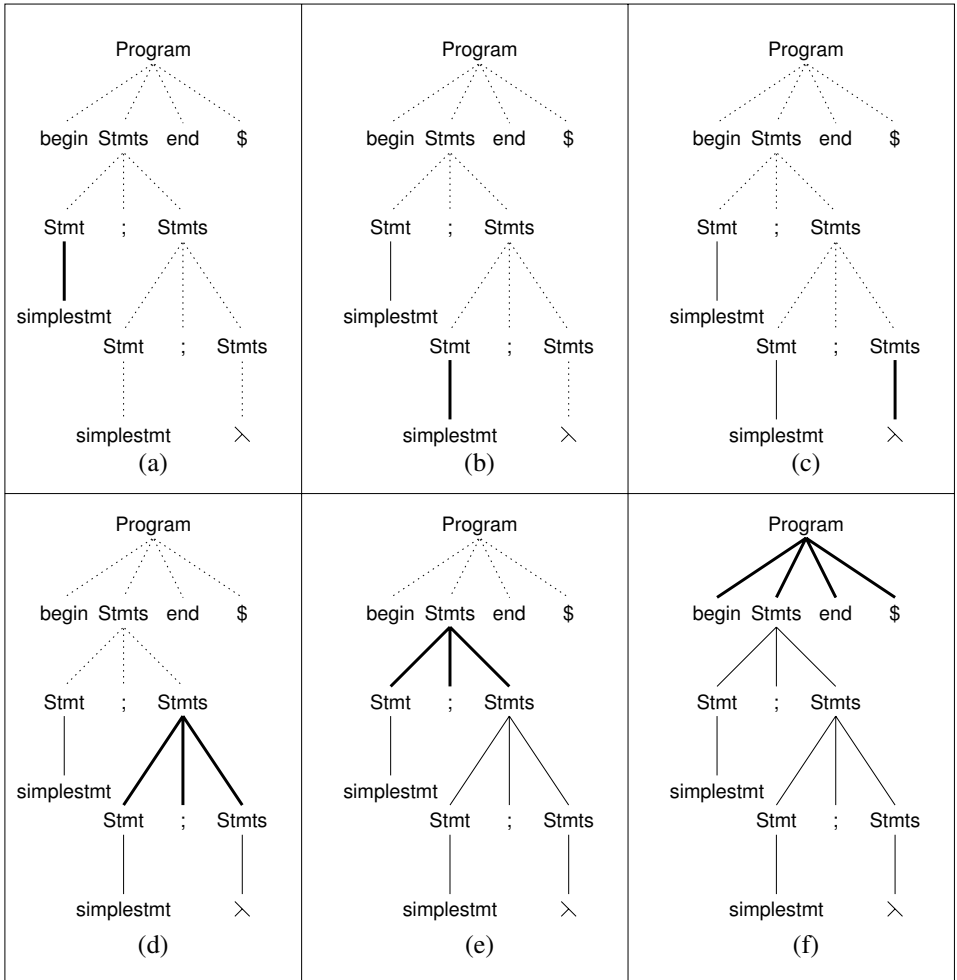 Program
begin Stmts end $
Stmt ; Stmts
simplestmt
Stmt ; Stmts
simplestmt λ
(a)
Program
begin Stmts end $
Stmt ; Stmts
simplestmt
Stmt ; Stmts
simplestmt λ
(b)
Program
begin Stmts end $
Stmt ; Stmts
simplestmt
Stmt ; Stmts
simplestmt λ
(c)
Program
begin Stmts end $
Stmt ; Stmts
simplestmt
Stmt ; Stmts
simplestmt λ
(d)
Program
begin Stmts end $
Stmt ; Stmts
simplestmt
Stmt ; Stmts
simplestmt λ
(e)
Program
begin Stmts end $
Stmt ; Stmts
simplestmt
Stmt ; Stmts
simplestmt λ
(f)